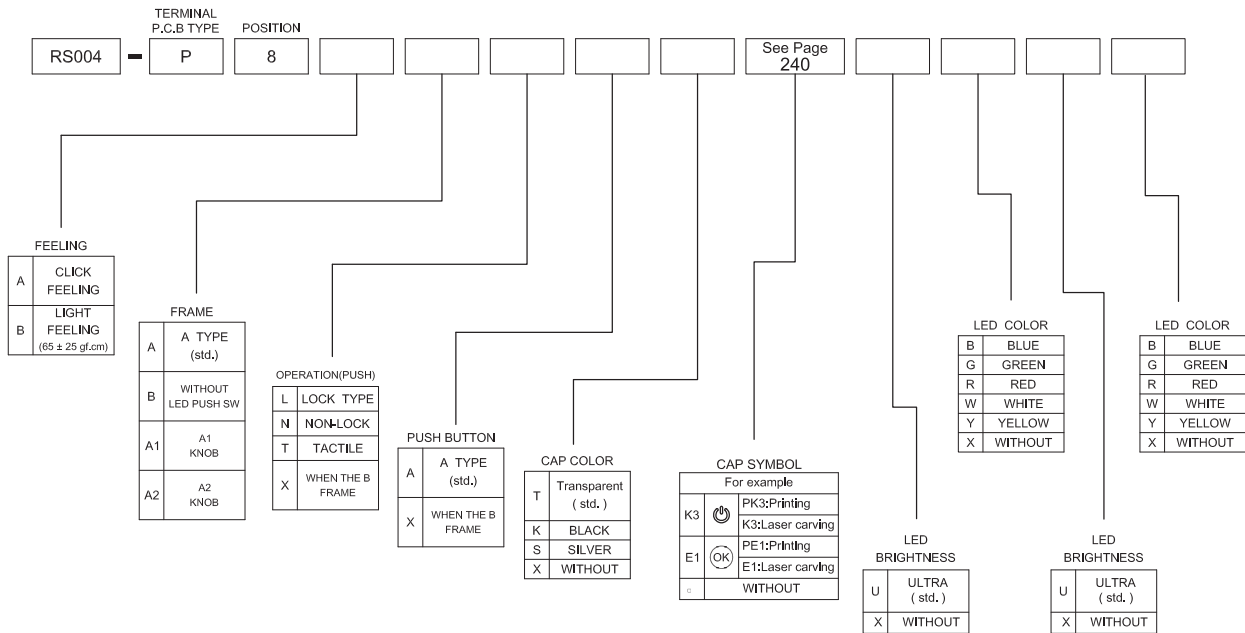 TERMINAL
P.C.B TYPE
POSITION
RS004
-
P
8
See Page
240
FEELING
A
CLICK
FEELING
B
LIGHT
FEELING
(65 ± 25 gf.cm)
FRAME
A
A TYPE
(std.)
B
WITHOUT
LED PUSH SW
A1
A1
KNOB
A2
A2
KNOB
OPERATION(PUSH)
L LOCK TYPE
N NON-LOCK
T TACTILE
X
WHEN THE B
FRAME
PUSH BUTTON
A
A TYPE
(std.)
X
WHEN THE B
FRAME
CAP COLOR
T
Transparent
( std. )
K BLACK
S SILVER
X WITHOUT
CAP SYMBOL
For example
K3
PK3:Printing
K3:Laser carving
E1
OK
PE1:Printing
E1:Laser carving
WITHOUT
LED
BRIGHTNESS
U
ULTRA
( std. )
X WITHOUT
LED COLOR
B BLUE
G GREEN
R RED
W WHITE
Y YELLOW
X WITHOUT
LED
BRIGHTNESS
U
ULTRA
( std. )
X WITHOUT
LED COLOR
B BLUE
G GREEN
R RED
W WHITE
Y YELLOW
X WITHOUT